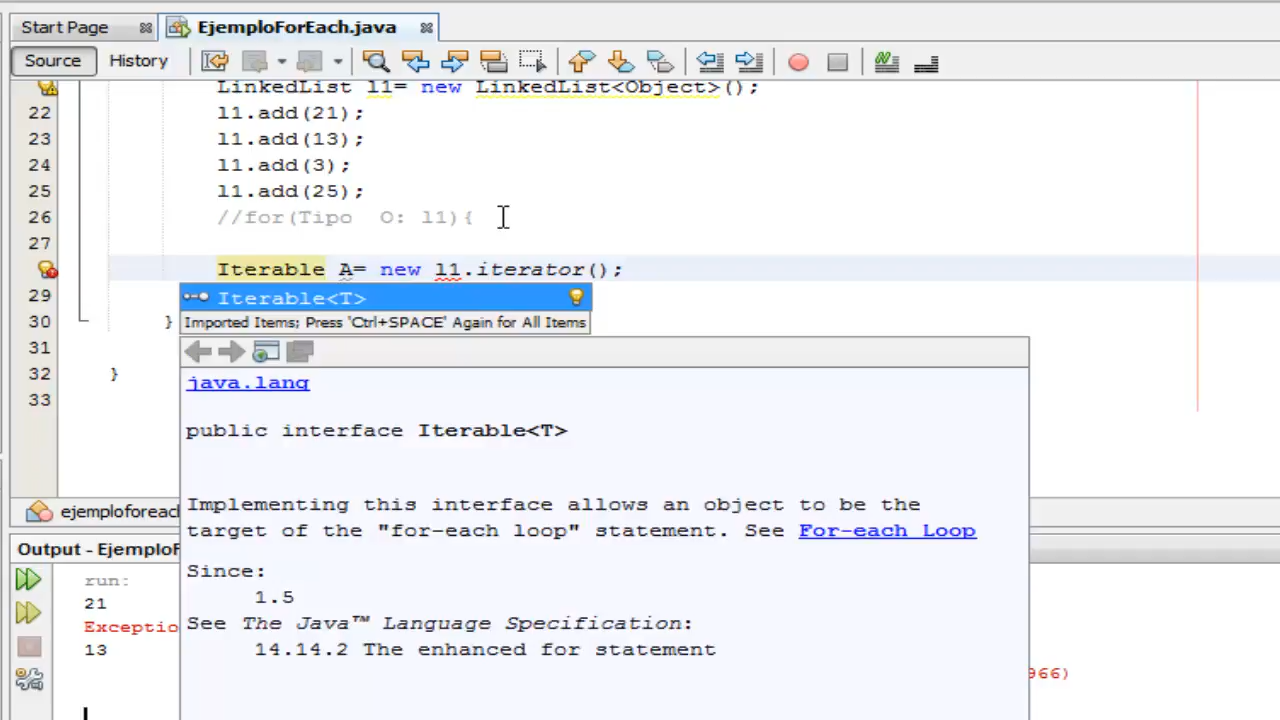 Start Page EjemploForEach.java
Source History
LinkedList l1= new LinkedList<Object>();
22 l1.add(21);
23 l1.add(13);
24 l1.add(3);
25 l1.add(25);
26 //for(Tipo  O: l1){
27
Iterable A= new l1.iterator();
29 Iterable<T>
30 } Imported Items; Press 'Ctrl+SPACE' Again for All Items
31
32 }
java.lang
33
public interface Iterable<T>
Implementing this interface allows an object to be the
ejemploforeach
target of the "for-each loop" statement. See For-each Loop
Output - EjemploF
Since:
run:
1.5
21
See The Java™ Language Specification:
Exceptio
14.14.2 The enhanced for statement
13
966)